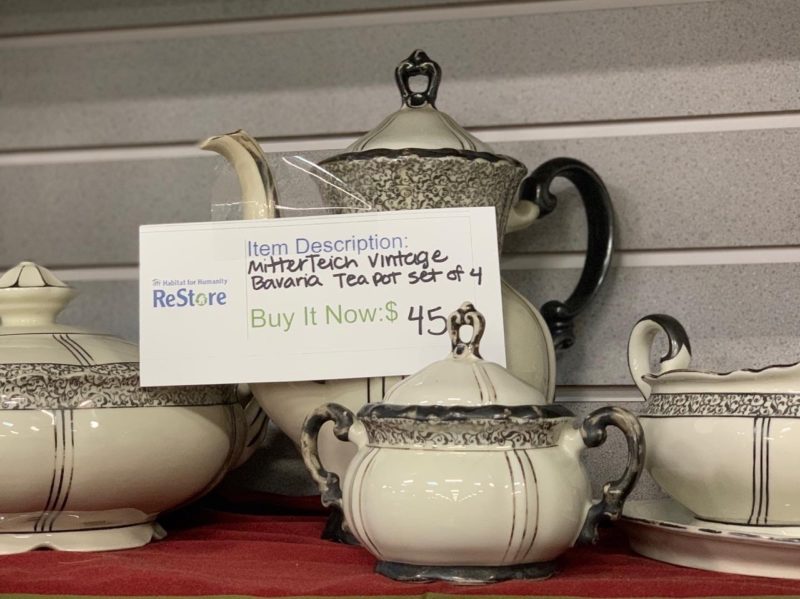 Habitat for Humanity
ReStore
Item Description:
MitterTeich Vintage
Bavaria Teapot set of 4
Buy It Now:$ 45